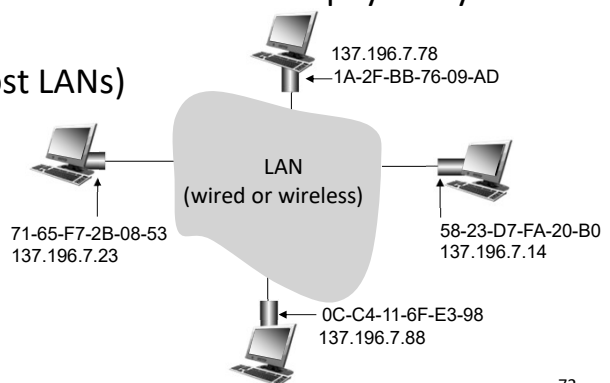 137.196.7.78
1A-2F-BB-76-09-AD
ost LANs)
LAN
(wired or wireless)
71-65-F7-2B-08-53
137.196.7.23
58-23-D7-FA-20-B0
137.196.7.14
0C-C4-11-6F-E3-98
137.196.7.88